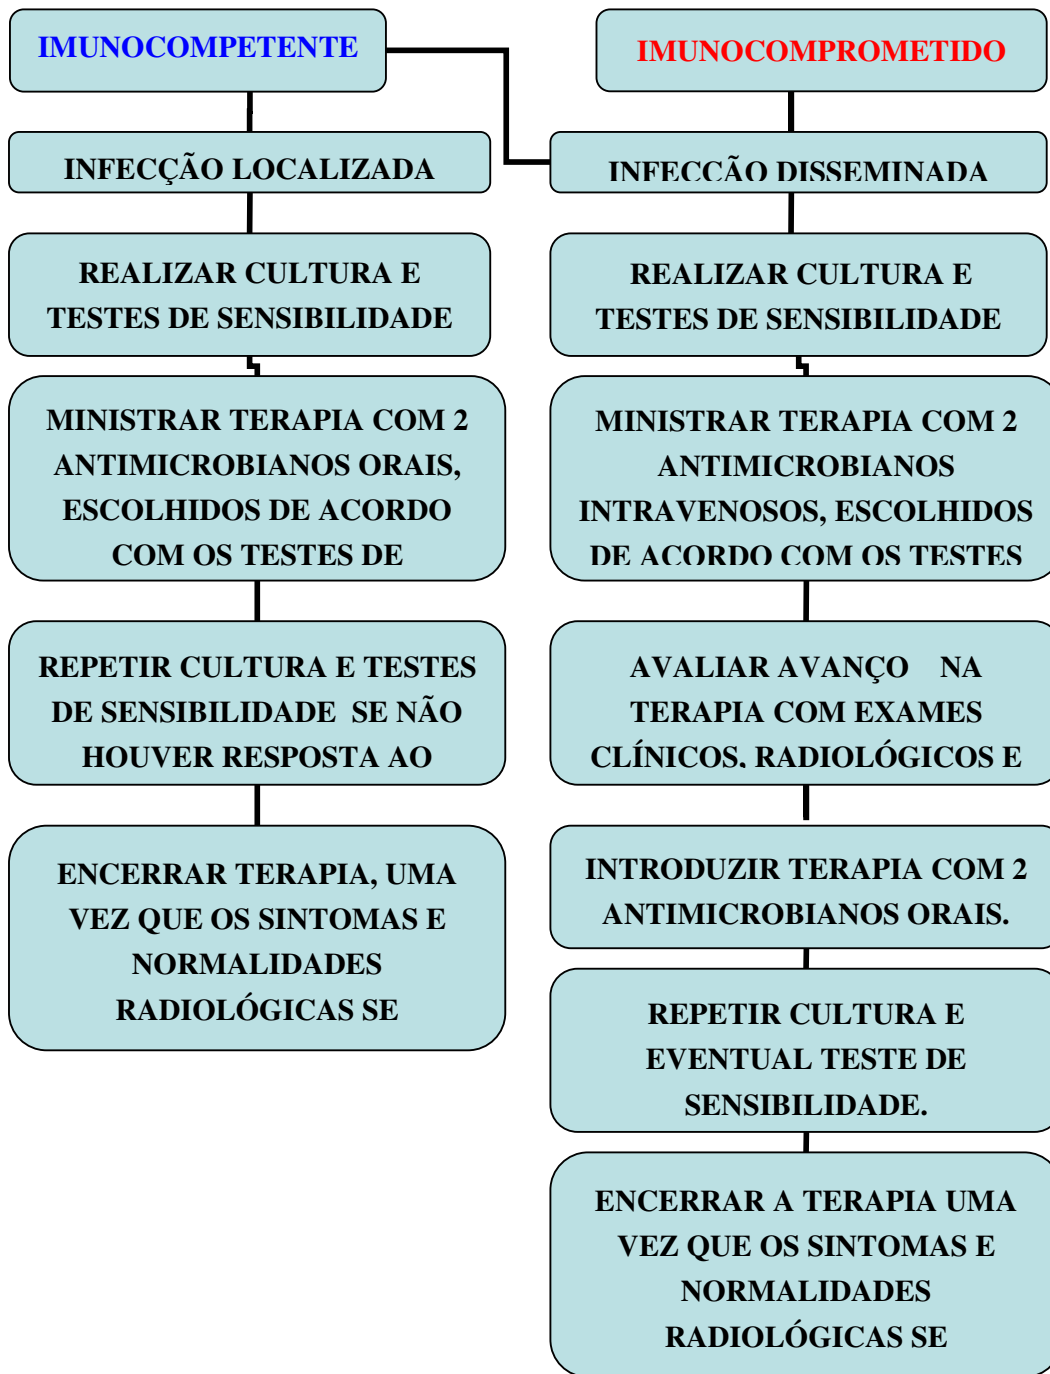 IMUNOCOMPETENTE
IMUNOCOMPROMETIDO
INFECÇÃO LOCALIZADA
INFECCÃO DISSEMINADA
REALIZAR CULTURA E
TESTES DE SENSIBILIDADE
REALIZAR CULTURA E
TESTES DE SENSIBILIDADE
MINISTRAR TERAPIA COM 2
ANTIMICROBIANOS ORAIS,
ESCOLHIDOS DE ACORDO
COM OS TESTES DE
MINISTRAR TERAPIA COM 2
ANTIMICROBIANOS
INTRAVENOSOS, ESCOLHIDOS
DE ACORDO COM OS TESTES
REPETIR CULTURA E TESTES
DE SENSIBILIDADE SE NÃO
HOUVER RESPOSTA AO
AVALIAR AVANÇO NA
TERAPIA COM EXAMES
CLÍNICOS, RADIOLÓGICOS E
ENCERRAR TERAPIA, UMA
VEZ QUE OS SINTOMAS E
NORMALIDADES
RADIOLÓGICAS SE
INTRODUZIR TERAPIA COM 2
ANTIMICROBIANOS ORAIS.
REPETIR CULTURA E
EVENTUAL TESTE DE
SENSIBILIDADE.
ENCERRAR A TERAPIA UMA
VEZ QUE OS SINTOMAS E
NORMALIDADES
RADIOLÓGICAS SE